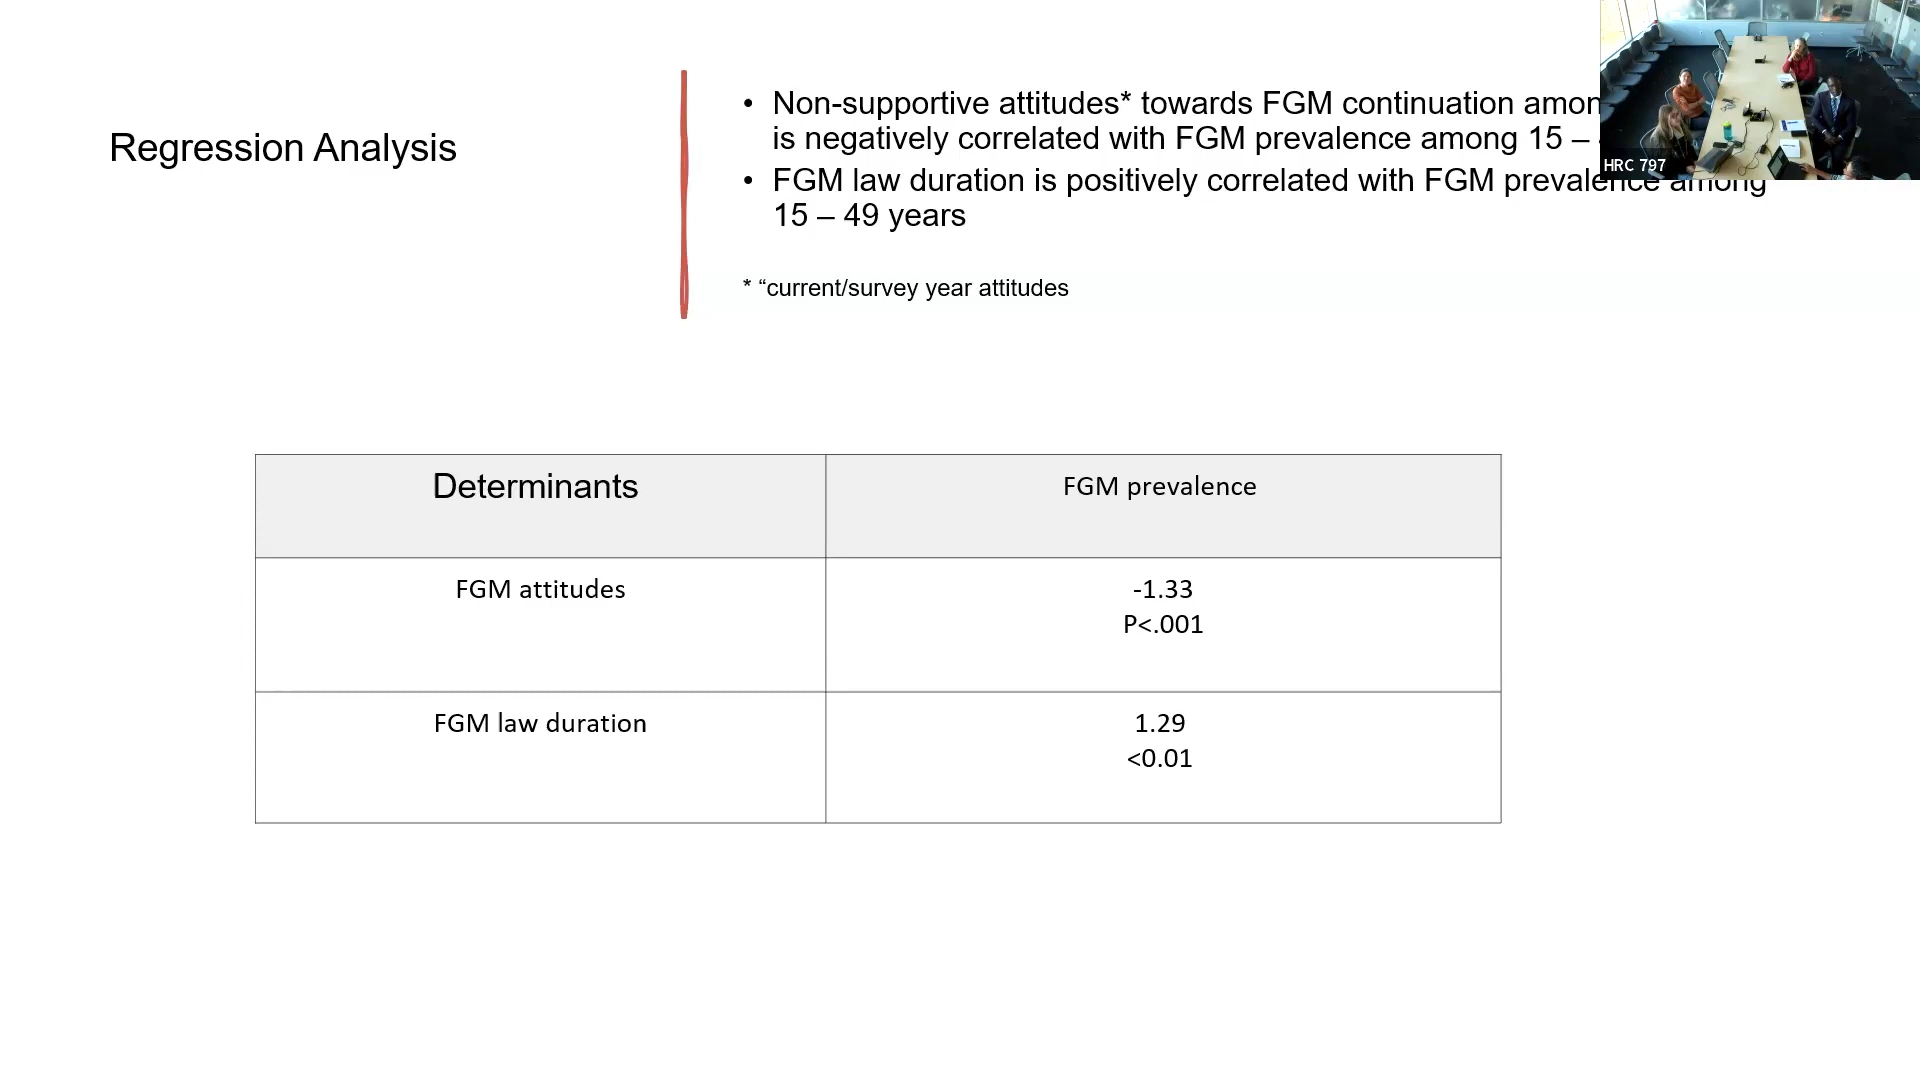 Regression Analysis
• Non-supportive attitudes* towards FGM continuation
is negatively correlated with FGM prevalence among 15 –
• FGM law duration is positively correlated with FGM prevalence among
15 – 49 years
* “current/survey year attitudes
HRC 797
Determinants
FGM prevalence
FGM attitudes
-1.33
P<.001
FGM law duration
1.29
<0.01